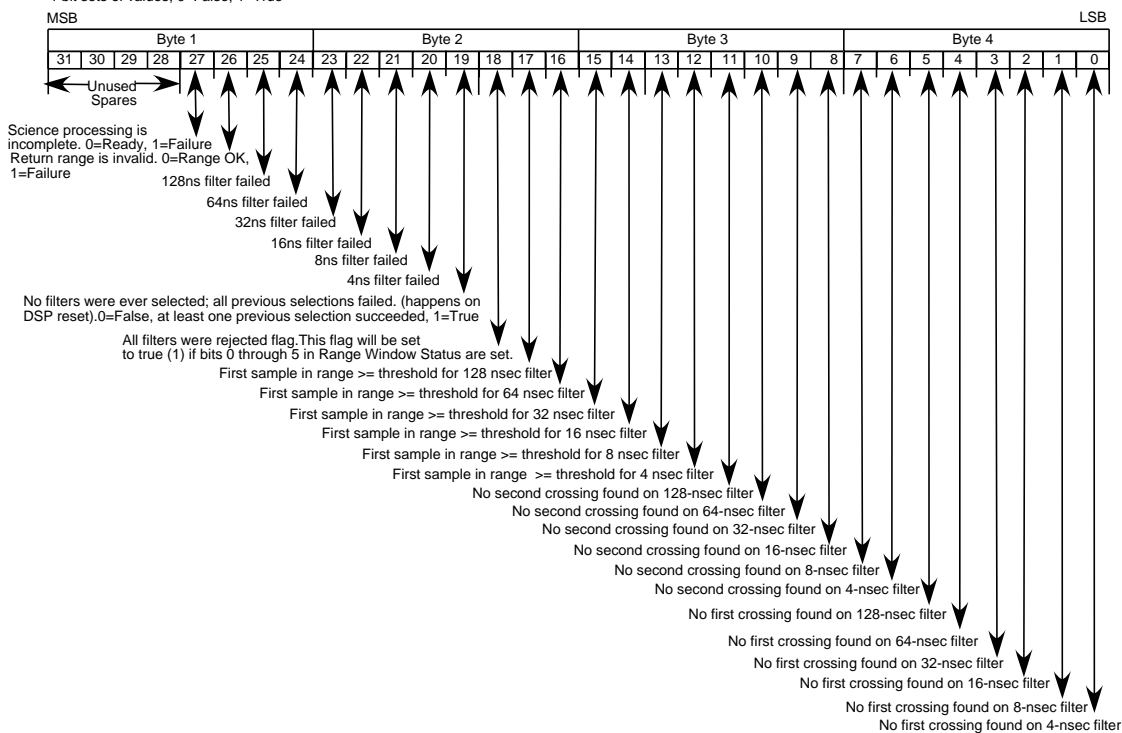 MSB LSB
Byte 1 Byte 2 Byte 3 Byte 4
31 30 29 28 27 26 25 24 23 22 21 20 19 18 17 16 15 14 13 12 11 10 9 8 7 6 5 4 3 2 1 0
Unused
Spares
Science processing is
incomplete. 0=Ready, 1=Failure
Return range is invalid. 0=Range OK,
1=Failure
128ns filter failed
64ns filter failed
32ns filter failed
16ns filter failed
8ns filter failed
4ns filter failed
No filters were ever selected; all previous selections failed. (happens on
DSP reset).0=False, at least one previous selection succeeded, 1=True
All filters were rejected flag.This flag will be set
to true (1) if bits 0 through 5 in Range Window Status are set.
First sample in range >= threshold for 128 nsec filter
First sample in range >= threshold for 64 nsec filter
First sample in range >= threshold for 32 nsec filter
First sample in range >= threshold for 16 nsec filter
First sample in range >= threshold for 8 nsec filter
First sample in range >= threshold for 4 nsec filter
No second crossing found on 128-nsec filter
No second crossing found on 64-nsec filter
No second crossing found on 32-nsec filter
No second crossing found on 16-nsec filter
No second crossing found on 8-nsec filter
No second crossing found on 4-nsec filter
No first crossing found on 128-nsec filter
No first crossing found on 64-nsec filter
No first crossing found on 32-nsec filter
No first crossing found on 16-nsec filter
No first crossing found on 8-nsec filter
No first crossing found on 4-nsec filter